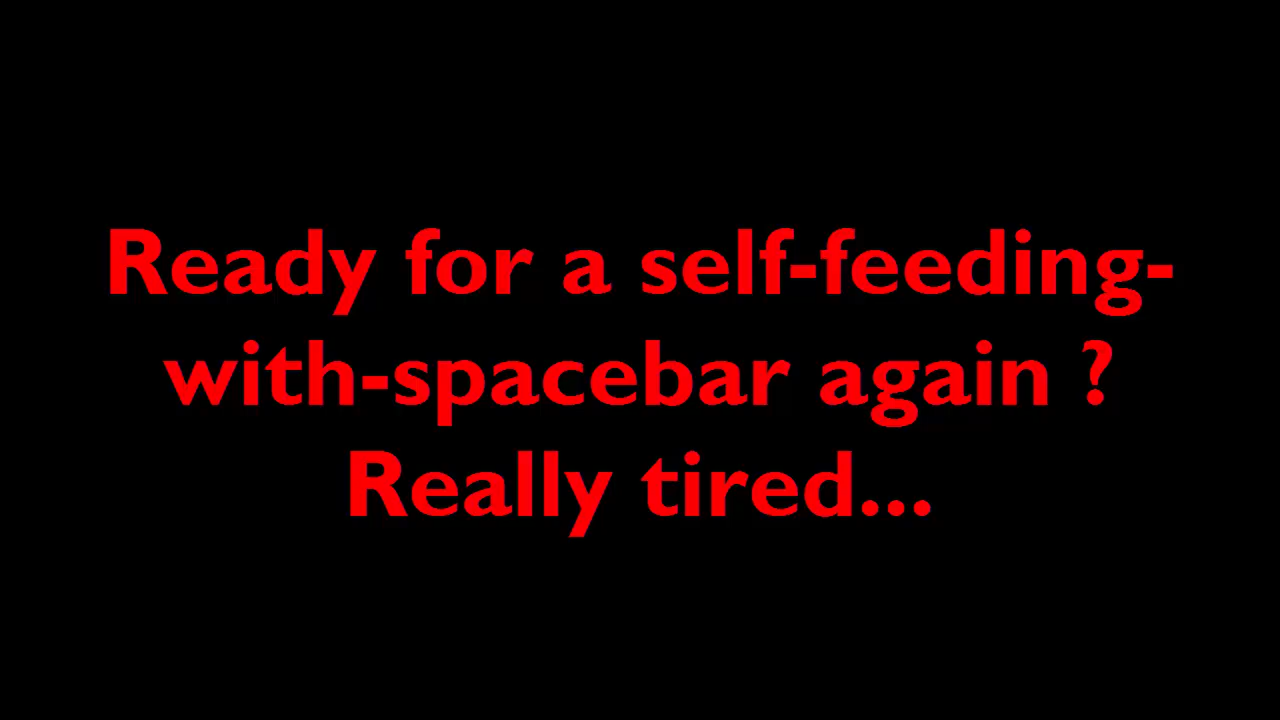 Ready for a self-feeding-
with-spacebar again ?
Really tired...